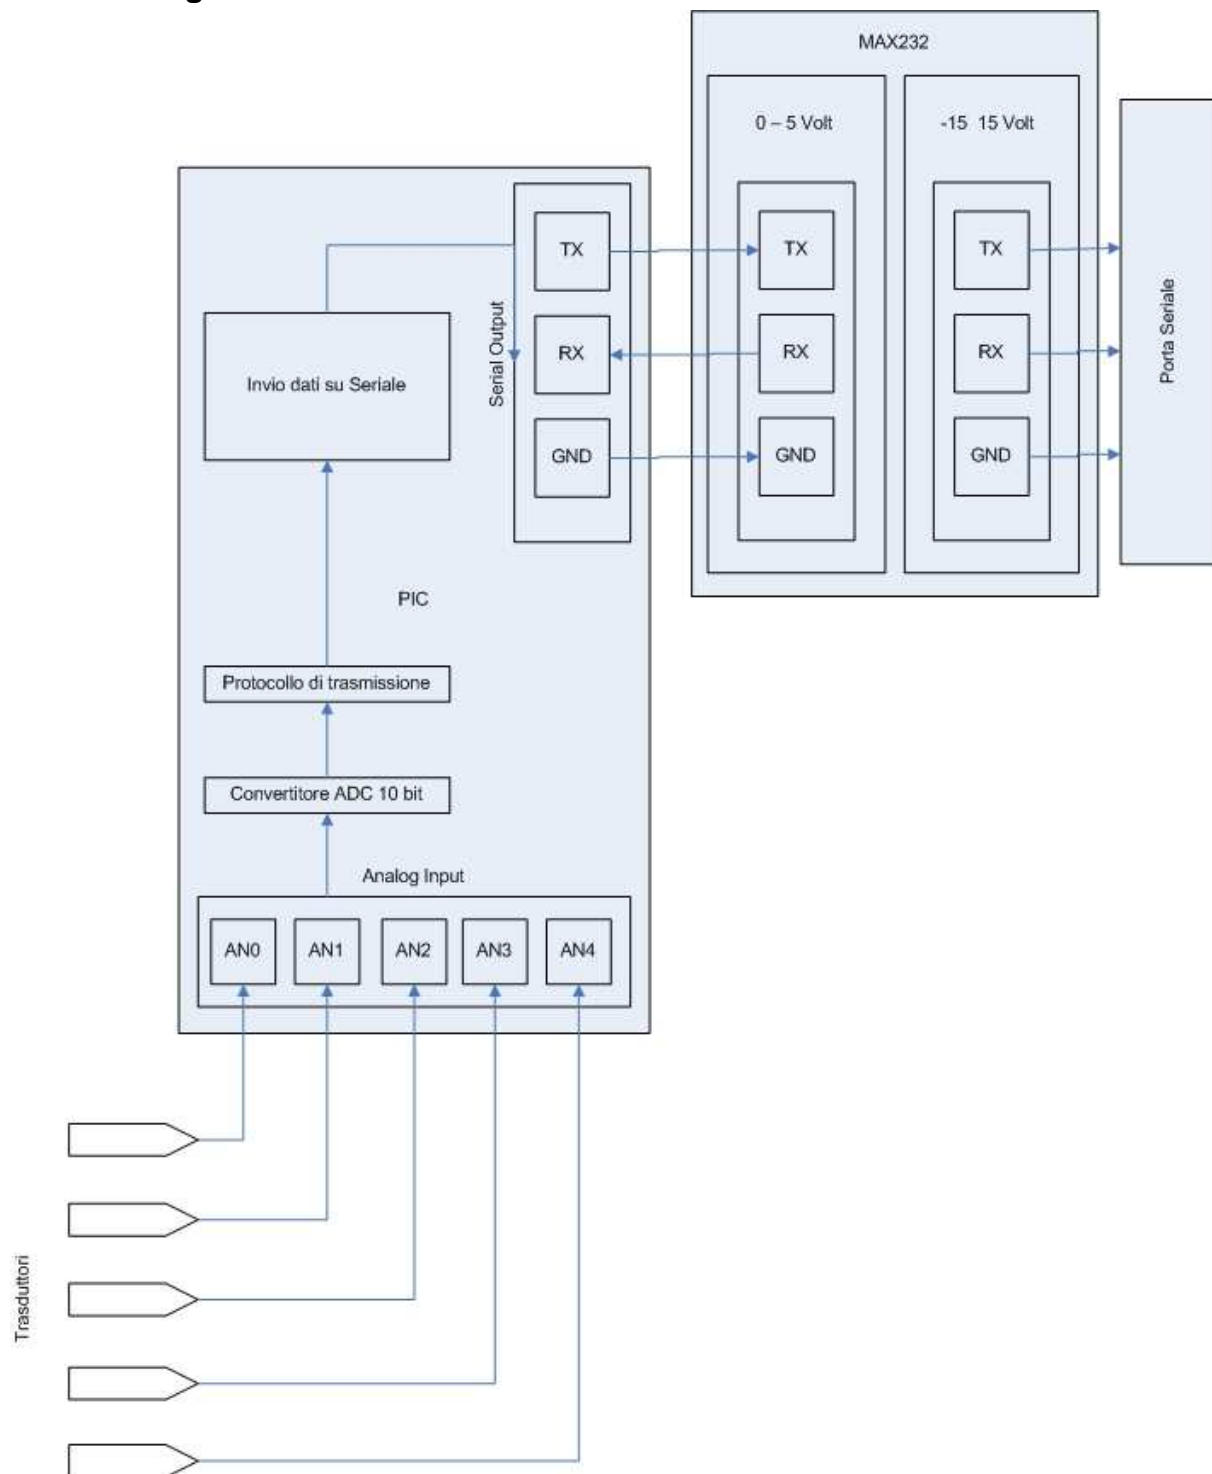 MAX232
0 – 5 Volt
-15 15 Volt
TX
TX
TX
Serial Output
Porta Seriale
Invio dati su Seriale
RX
RX
RX
GND
GND
GND
PIC
Protocollo di trasmissione
Convertitore ADC 10 bit
Analog Input
AN0
AN1
AN2
AN3
AN4
Trasduttori